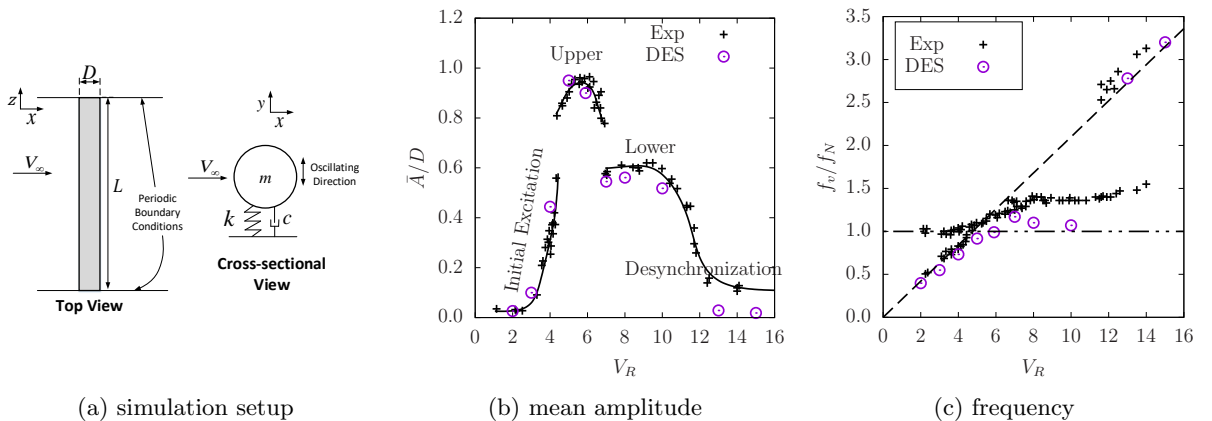 D
z
x
V∞
L
Periodic
Boundary
Conditions
Top View
y
x
V∞
m
Oscillating
Direction
k
c
Cross-sectional
View
(a) simulation setup
1.2
1.0
0.8
0.6
0.4
0.2
0.0
Ā/D
Upper
Exp
DES
Lower
Initial Excitation
Desynchronization
2 4 6 8 10 12 14 16
V_R
(b) mean amplitude
3.5
3.0
2.5
2.0
1.5
1.0
0.5
0.0
f_v/f_N
Exp
DES
0 2 4 6 8 10 12 14 16
V_R
(c) frequency